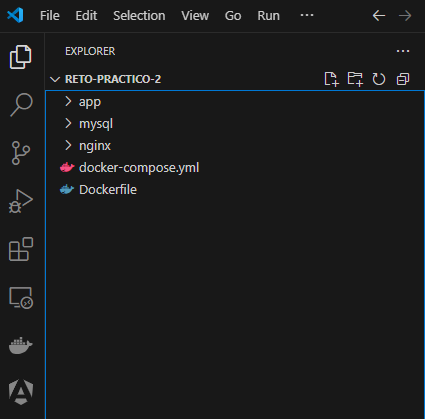 File Edit Selection View Go Run ···
EXPLORER ···
RETO-PRACTICO-2
app
mysql
nginx
docker-compose.yml
Dockerfile